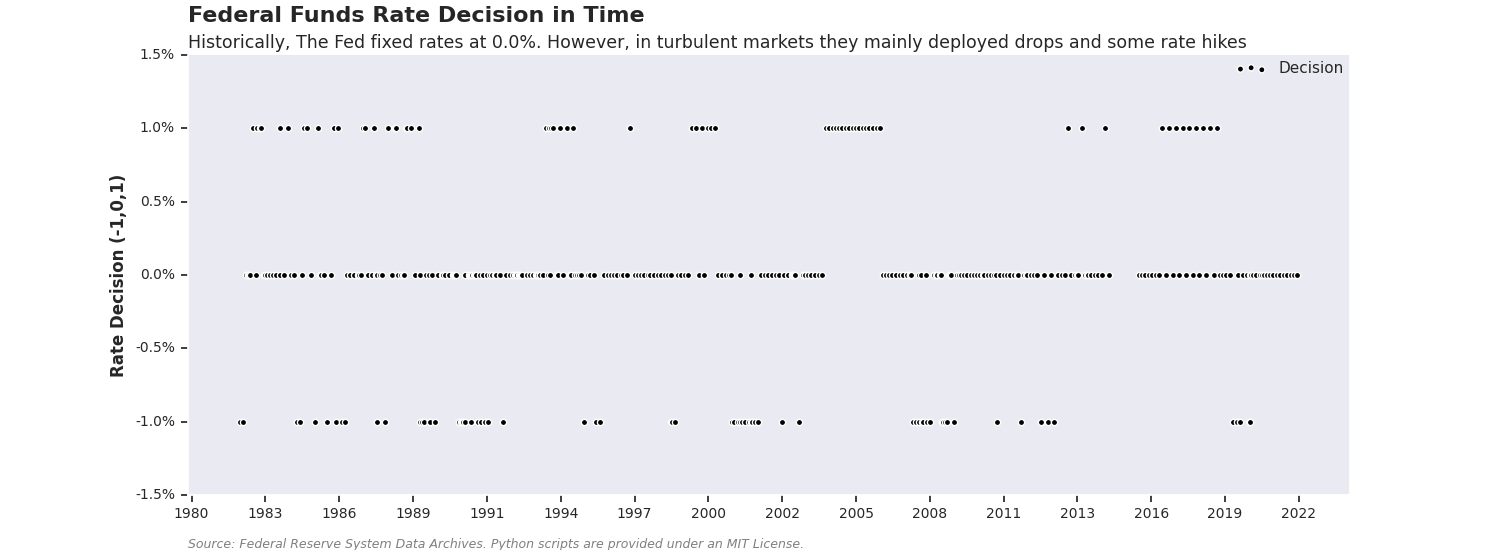 Federal Funds Rate Decision in Time
Historically, The Fed fixed rates at 0.0%. However, in turbulent markets they mainly deployed drops and some rate hikes
1.5%
Decision
1.0%
0.5%
Rate Decision (-1,0,1)
0.0%
-0.5%
-1.0%
-1.5%
1980 1983 1986 1989 1991 1994 1997 2000 2002 2005 2008 2011 2013 2016 2019 2022
Source: Federal Reserve System Data Archives. Python scripts are provided under an MIT License.